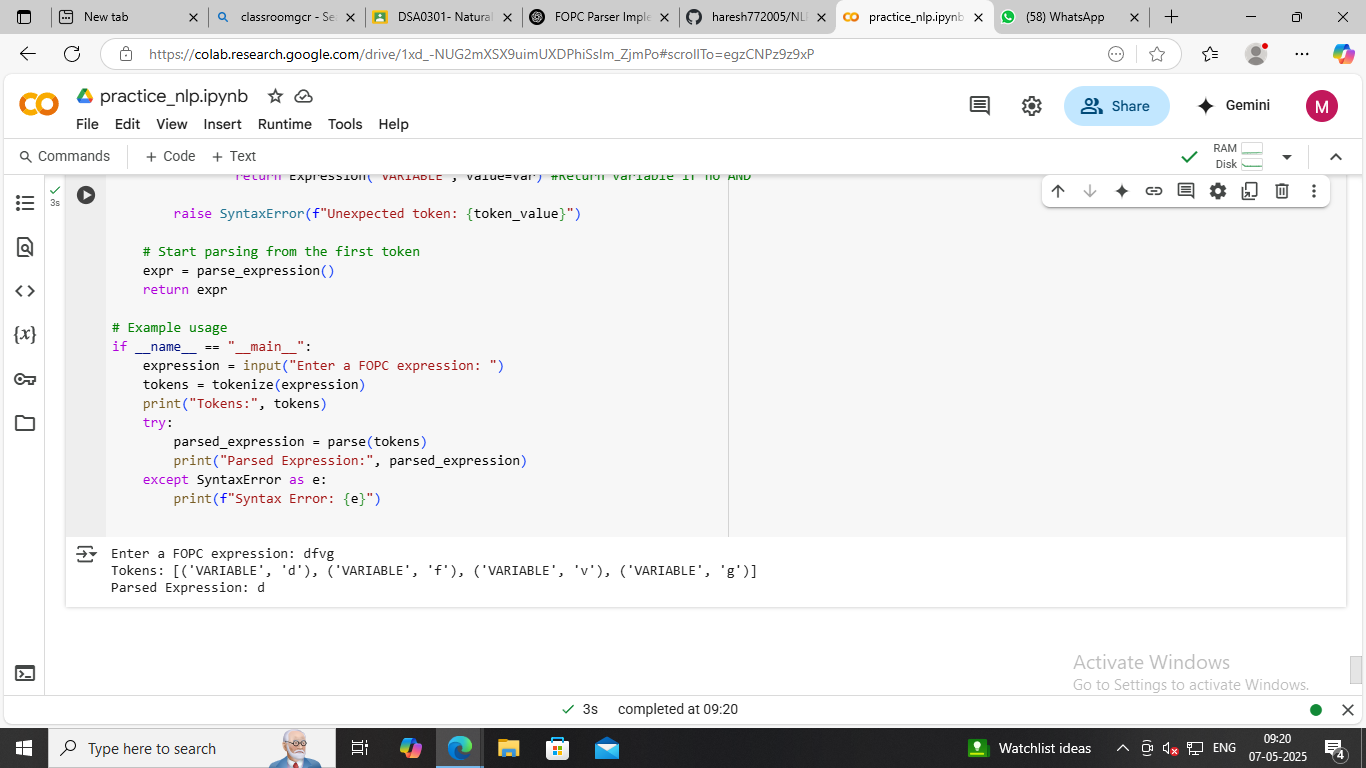 New tab
classroomgcr - Se
DSA0301- Natura
FOPC Parser Imple
haresh772005/NL
practice_nlp.ipynb
(58) WhatsApp
https://colab.research.google.com/drive/1xd_-NUG2mXSX9uimUXDPhiSsIm_ZjmPo#scrollTo=egzCNPz9z9xP
practice_nlp.ipynb
Share
Gemini
M
File Edit View Insert Runtime Tools Help
Commands
+ Code + Text
RAM
Disk
3s
return Expression("VARIABLE", value=var) #Return variable if no AND
raise SyntaxError(f"Unexpected token: {token_value}")
# Start parsing from the first token
expr = parse_expression()
return expr
# Example usage
if __name__ == "__main__":
expression = input("Enter a FOPC expression: ")
tokens = tokenize(expression)
print("Tokens:", tokens)
try:
parsed_expression = parse(tokens)
print("Parsed Expression:", parsed_expression)
except SyntaxError as e:
print(f"Syntax Error: {e}")
Enter a FOPC expression: dfvg
Tokens: [('VARIABLE', 'd'), ('VARIABLE', 'f'), ('VARIABLE', 'v'), ('VARIABLE', 'g')]
Parsed Expression: d
Activate Windows
Go to Settings to activate Windows.
3s completed at 09:20
Type here to search
Watchlist ideas
ENG
09:20
07-05-2025
4